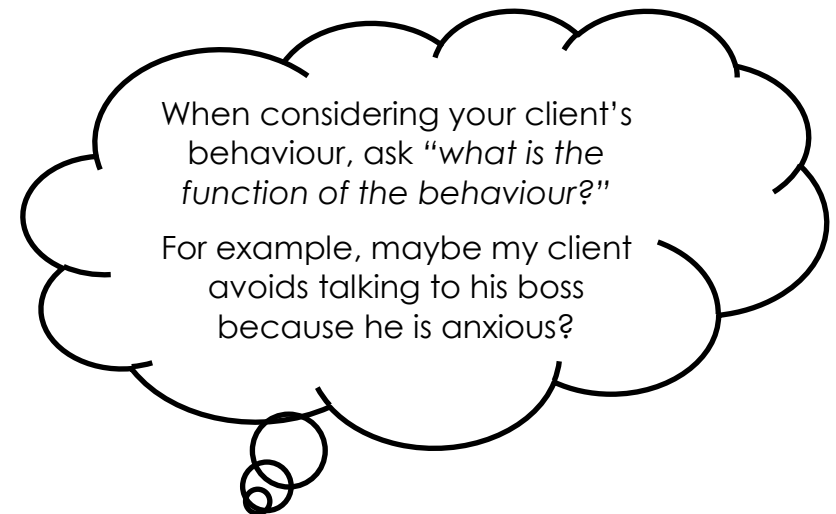 When considering your client’s
behaviour, ask “what is the
function of the behaviour?”
For example, maybe my client
avoids talking to his boss
because he is anxious?